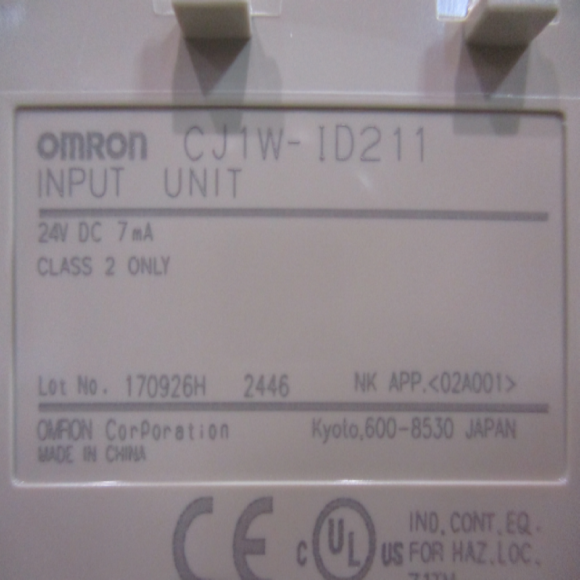 OMRON CJ1W-ID211
INPUT UNIT
24V DC 7mA
CLASS 2 ONLY
Lot No. 170926H 2446 NK APP.<02A001>
OMRON Corporation Kyoto,600-8530 JAPAN
MADE IN CHINA
CE c UL US IND.CONT.EQ.
FOR HAZ.LOC.